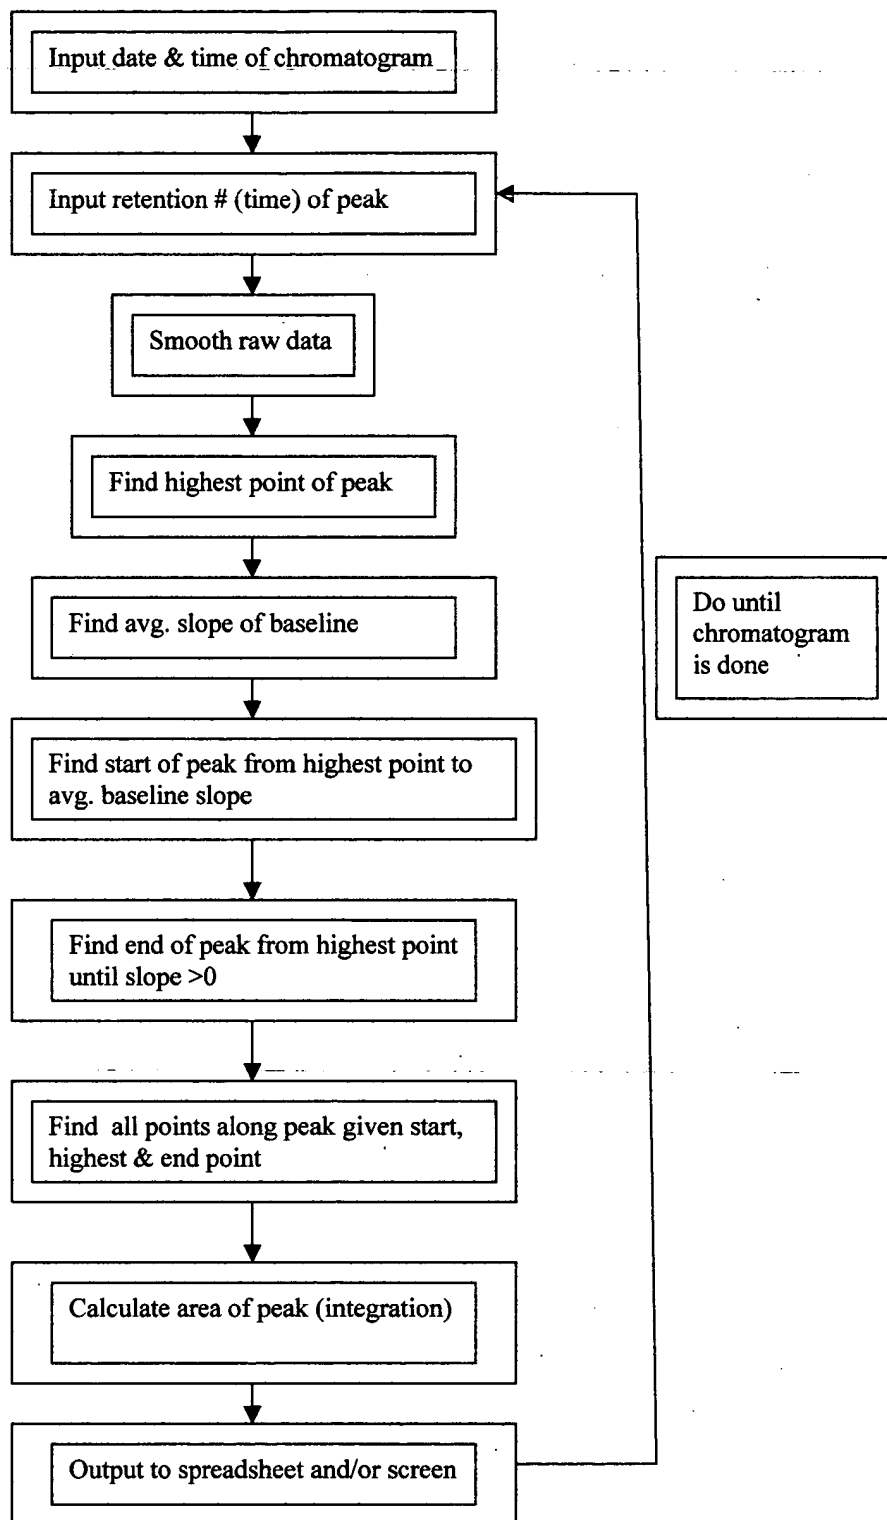 Input date & time of chromatogram
Input retention # (time) of peak
Smooth raw data
Find highest point of peak
Find avg. slope of baseline
Do until
chromatogram
is done
Find start of peak from highest point to
avg. baseline slope
Find end of peak from highest point
until slope >0
Find all points along peak given start,
highest & end point
Calculate area of peak (integration)
Output to spreadsheet and/or screen